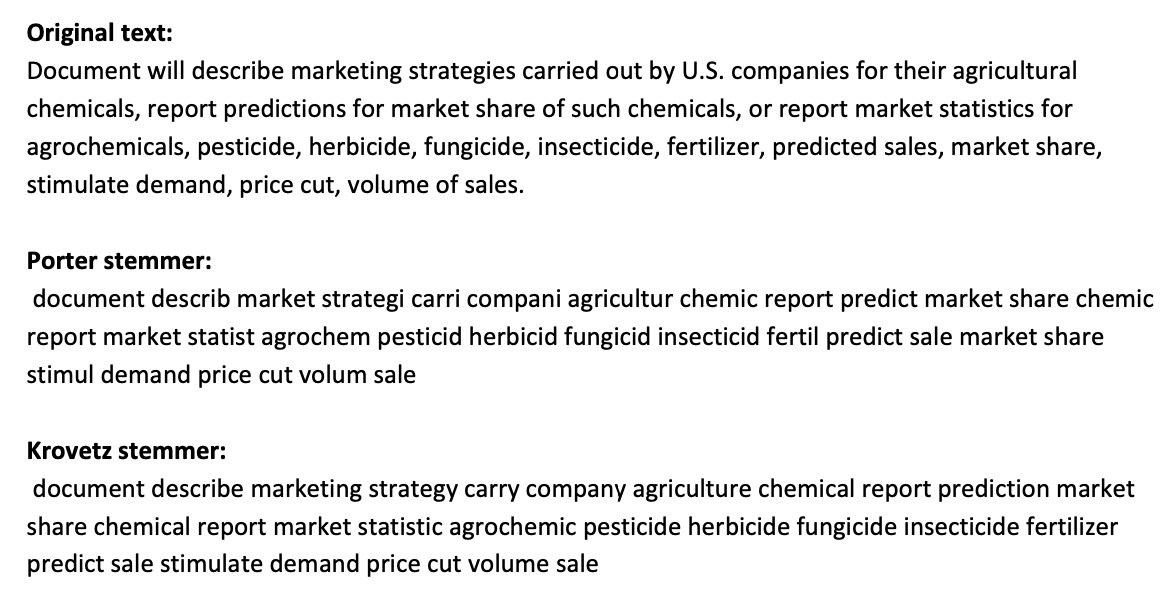 Original text:
Document will describe marketing strategies carried out by U.S. companies for their agricultural
chemicals, report predictions for market share of such chemicals, or report market statistics for
agrochemicals, pesticide, herbicide, fungicide, insecticide, fertilizer, predicted sales, market share,
stimulate demand, price cut, volume of sales.
Porter stemmer:
document describ market strategi carri compani agricultur chemic report predict market share chemic
report market statist agrochem pesticid herbicid fungicid insecticid fertil predict sale market share
stimul demand price cut volum sale
Krovetz stemmer:
document describe marketing strategy carry company agriculture chemical report prediction market
share chemical report market statistic agrochemic pesticide herbicide fungicide insecticide fertilizer
predict sale stimulate demand price cut volume sale